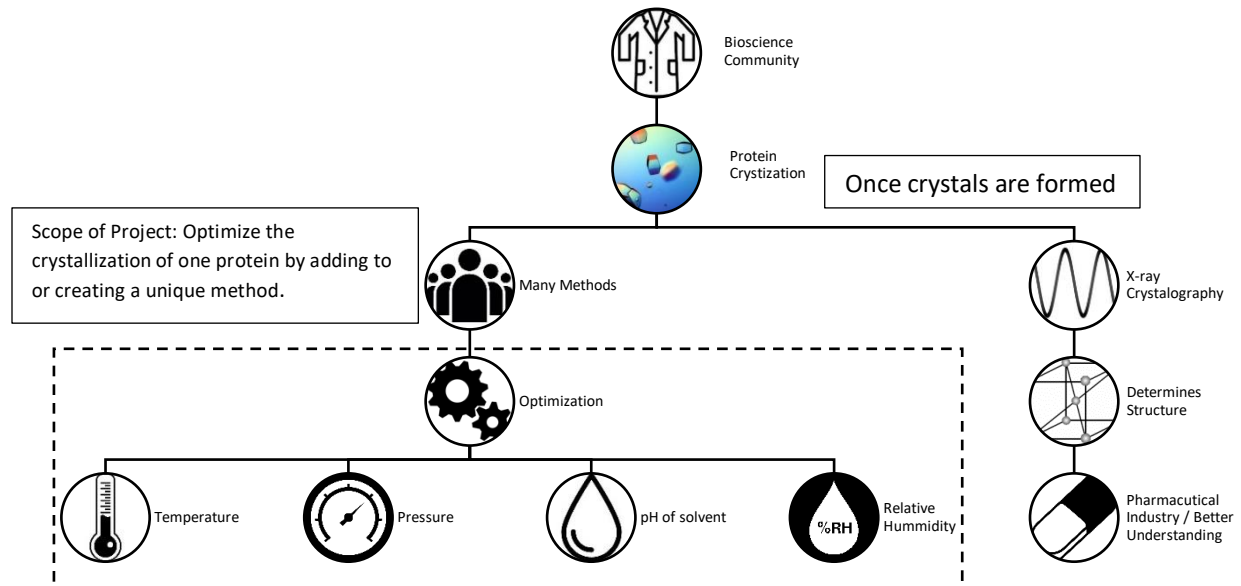 Bioscience
Community
Protein
Crystization
Once crystals are formed
Scope of Project: Optimize the
crystallization of one protein by adding to
or creating a unique method.
Many Methods
X-ray
Crystalography
Optimization
Determines
Structure
Temperature
Pressure
pH of solvent
%RH
Relative
Hummidity
Pharmacutical
Industry / Better
Understanding